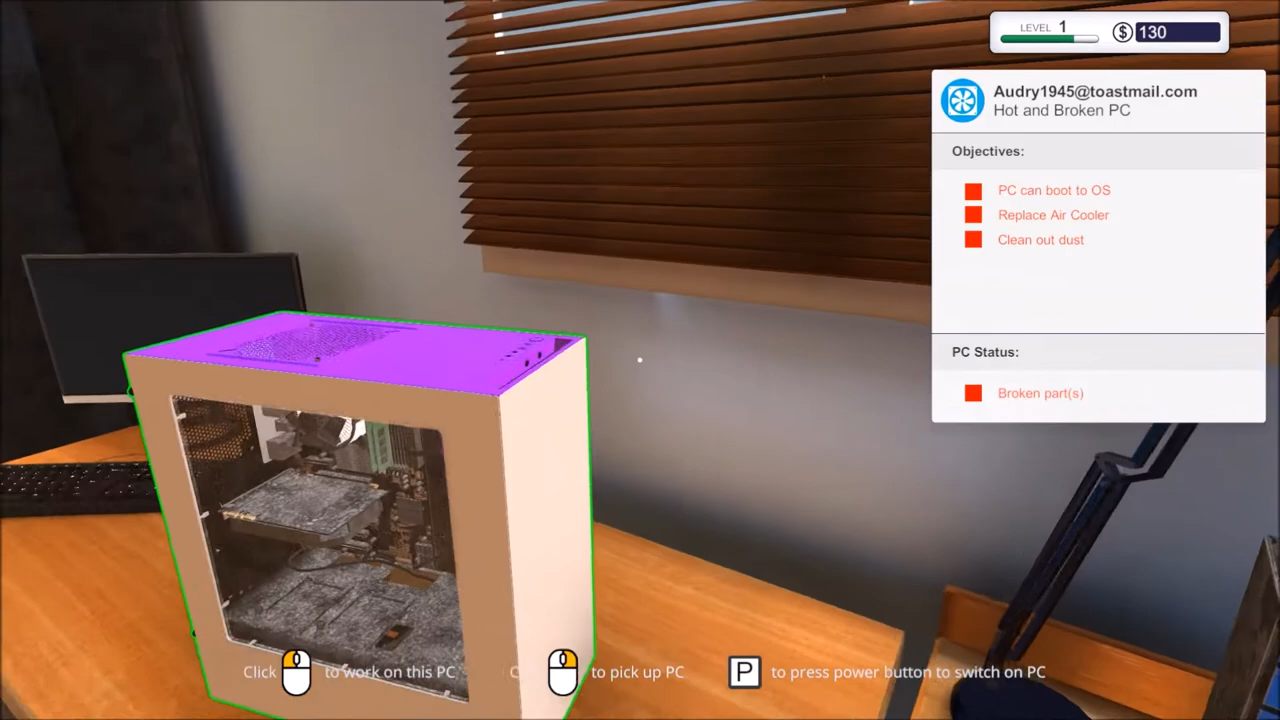 LEVEL 1
$ 130
Audry1945@toastmail.com
Hot and Broken PC
Objectives:
PC can boot to OS
Replace Air Cooler
Clean out dust
PC Status:
Broken part(s)
Click to work on this PC C to pick up PC P to press power button to switch on PC